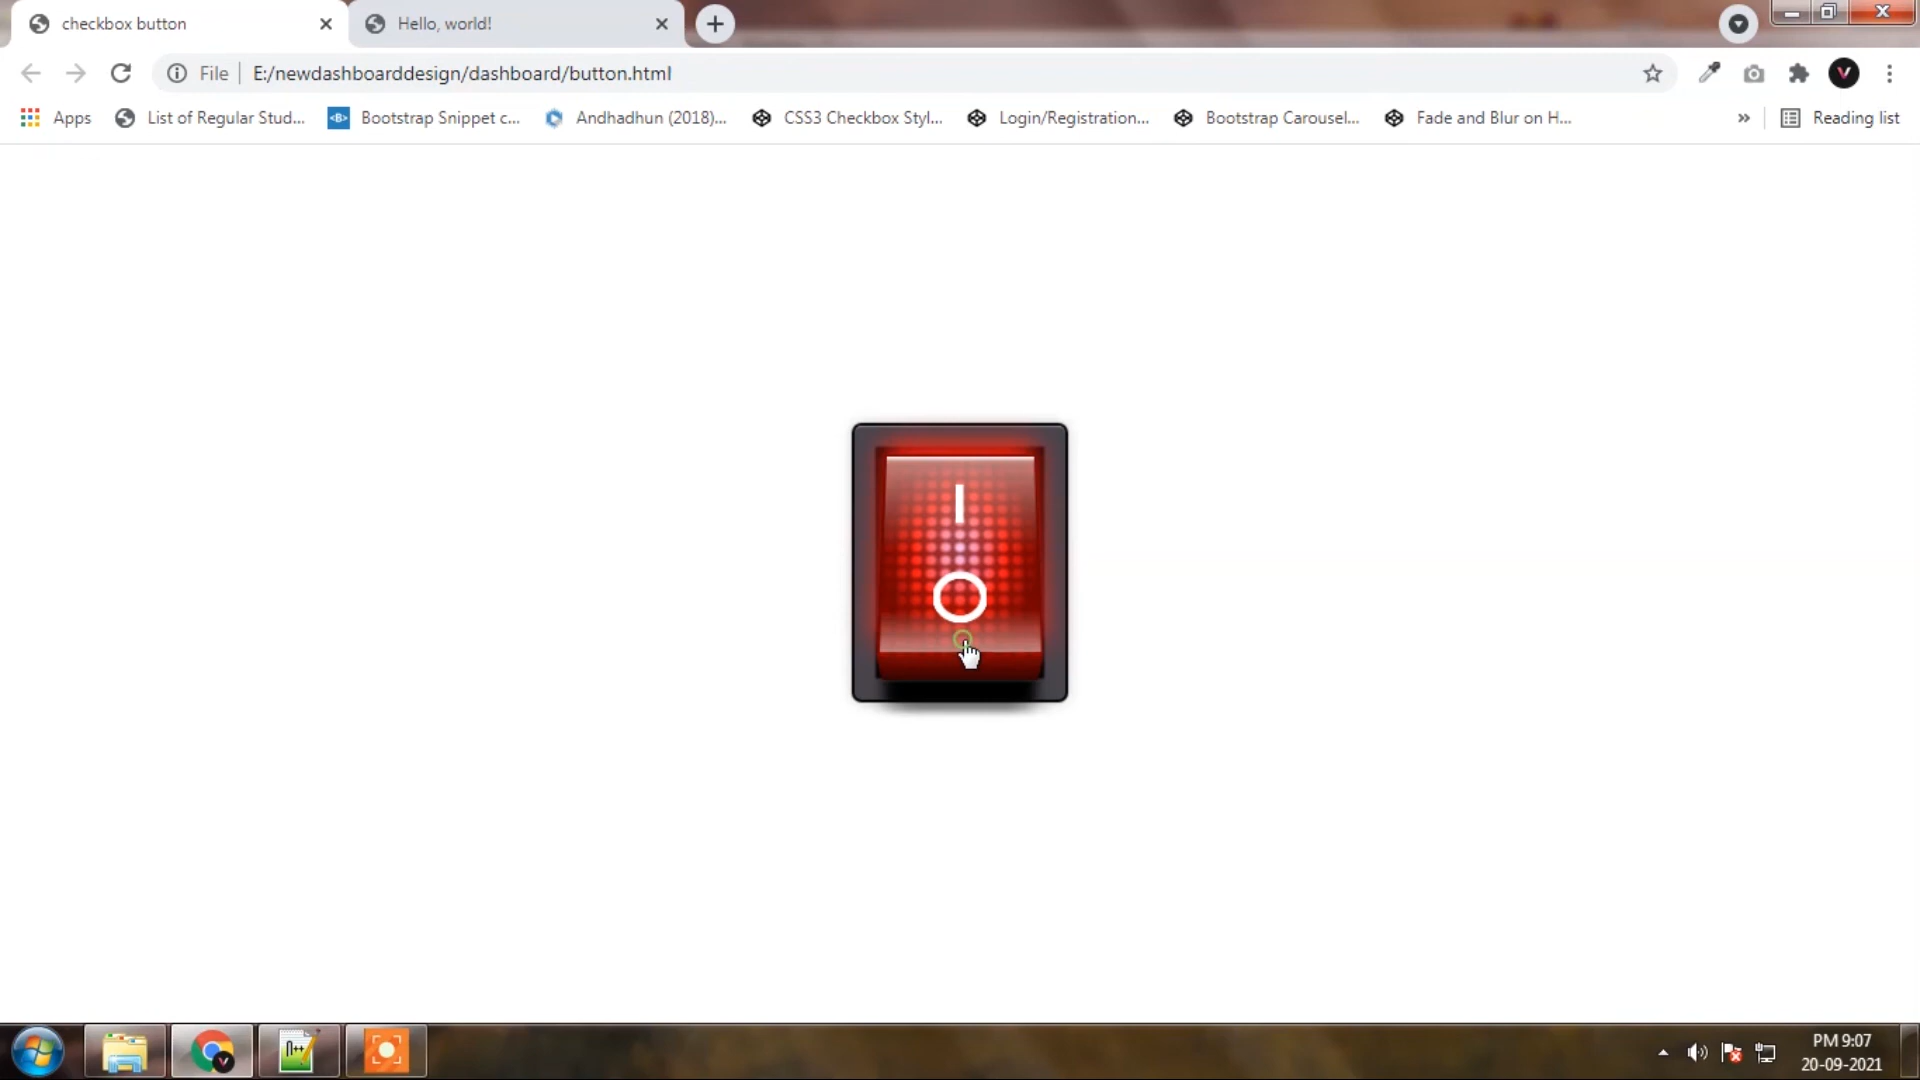 checkbox button
Hello, world!
File
E:/newdashboarddesign/dashboard/button.html
Apps
List of Regular Stud...
Bootstrap Snippet c...
Andhadhun (2018)...
CSS3 Checkbox Styl...
Login/Registration...
Bootstrap Carousel...
Fade and Blur on H...
»
Reading list
PM 9:07
20-09-2021